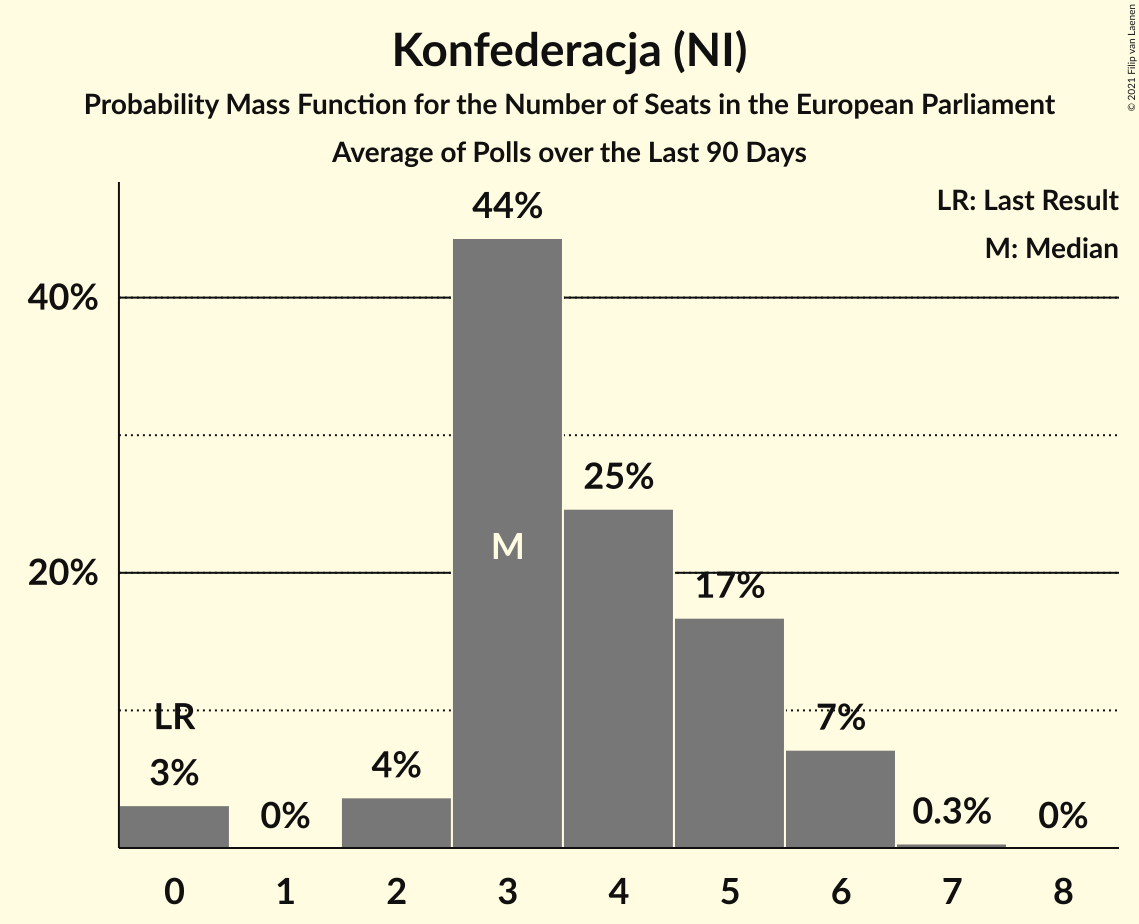 Konfederacja (NI)
Probability Mass Function for the Number of Seats in the European Parliament
Average of Polls over the Last 90 Days
© 2021 Filip van Laenen
LR: Last Result
M: Median
44%
40%
25%
M
20%
17%
LR
7%
3%
4%
0%
0.3%
0%
0 1 2 3 4 5 6 7 8